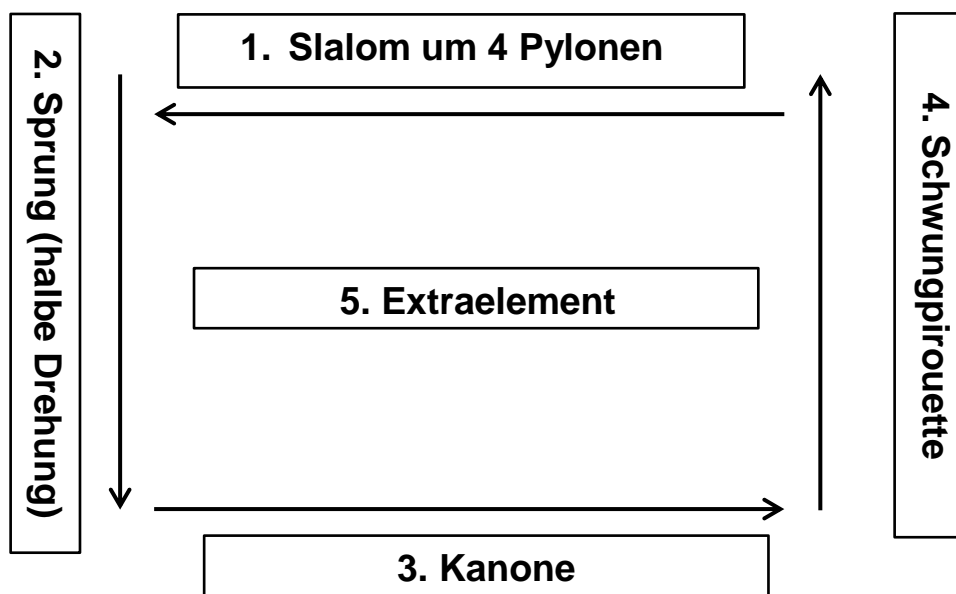 1. Slalom um 4 Pylonen
2. Sprung (halbe Drehung)
3. Kanone
4. Schwungpirouette
5. Extraelement